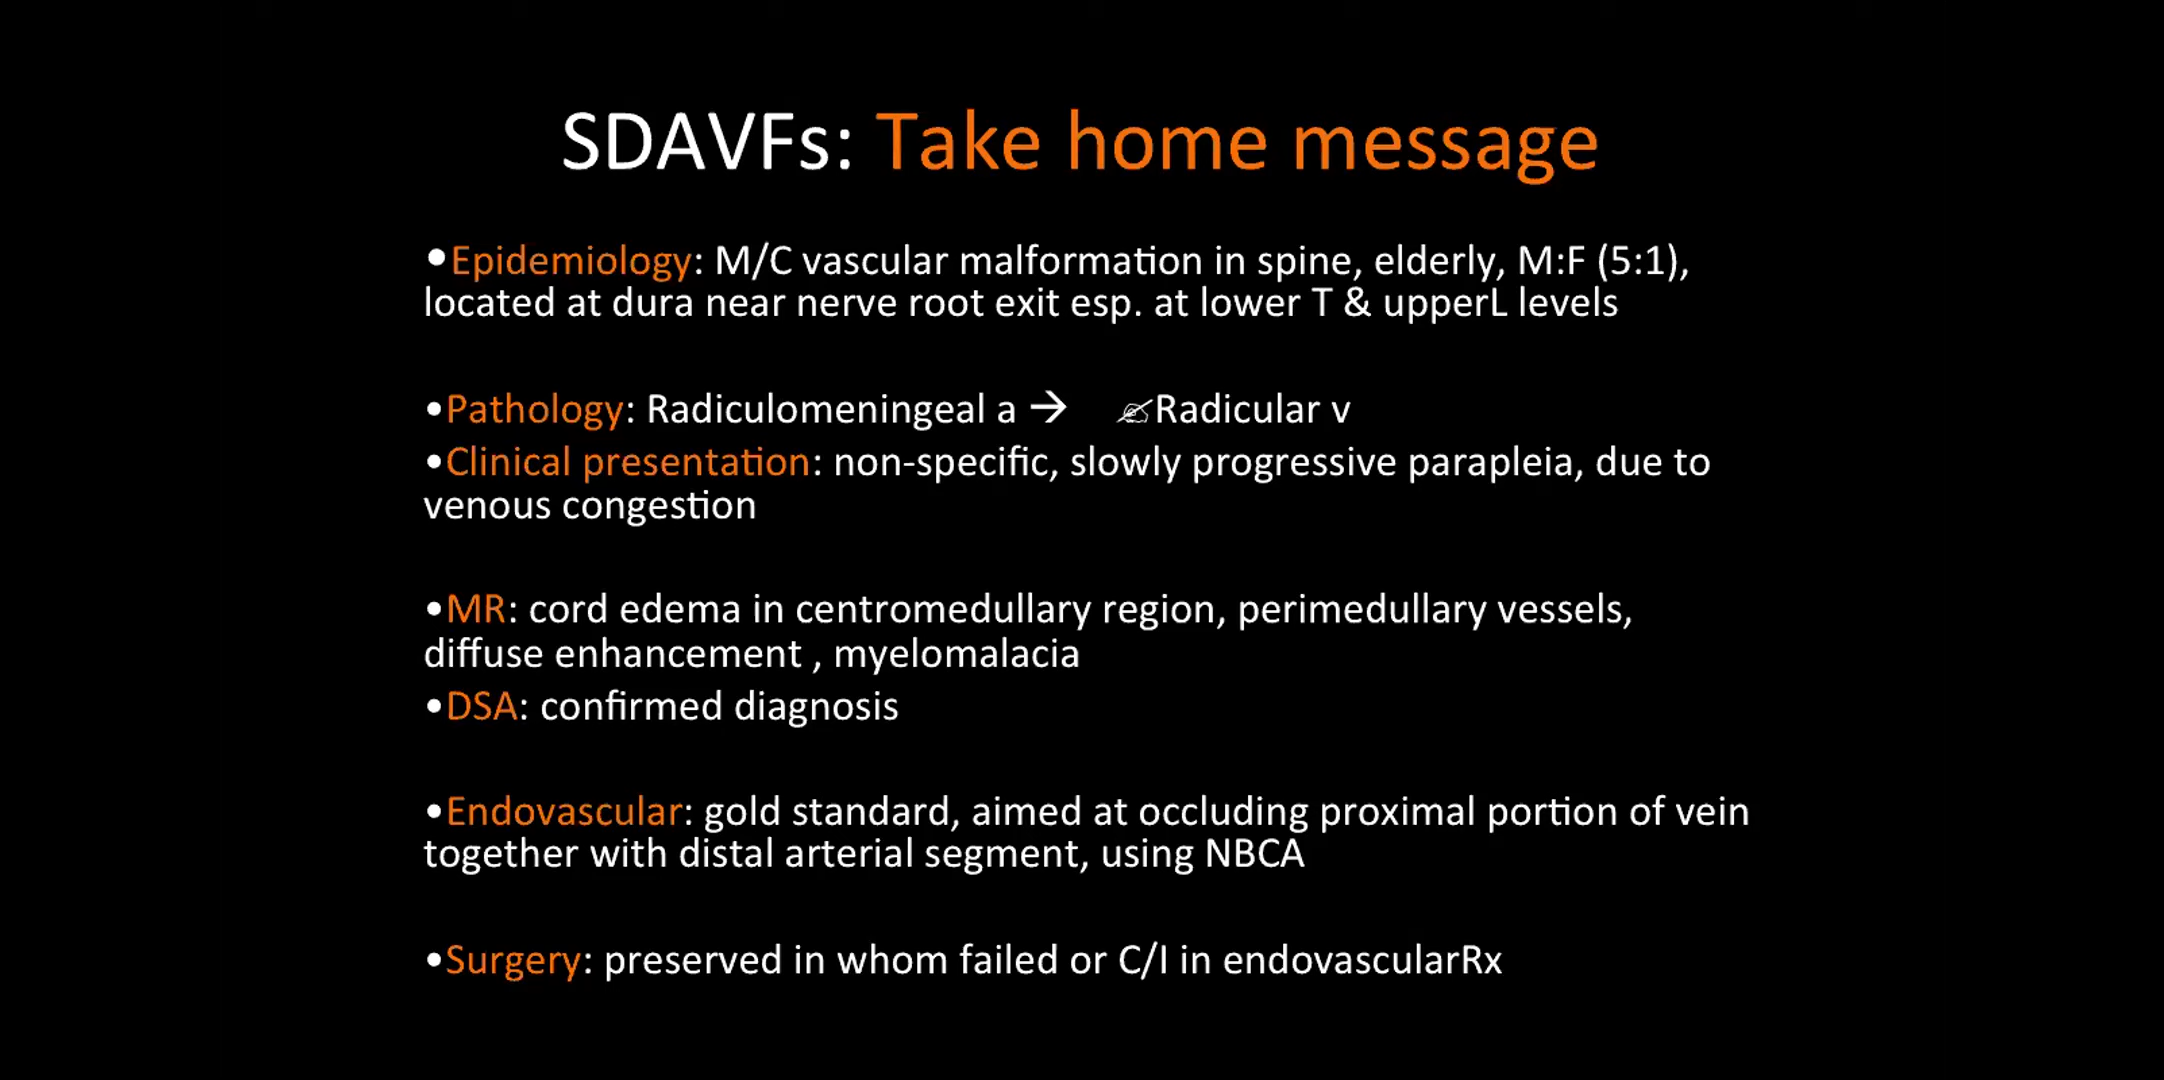 SDAVFs: Take home message
•Epidemiology: M/C vascular malformation in spine, elderly, M:F (5:1),
located at dura near nerve root exit esp. at lower T & upperL levels
•Pathology: Radiculomeningeal a → ✍Radicular v
•Clinical presentation: non-specific, slowly progressive parapleia, due to
venous congestion
•MR: cord edema in centromedullary region, perimedullary vessels,
diffuse enhancement , myelomalacia
•DSA: confirmed diagnosis
•Endovascular: gold standard, aimed at occluding proximal portion of vein
together with distal arterial segment, using NBCA
•Surgery: preserved in whom failed or C/I in endovascularRx